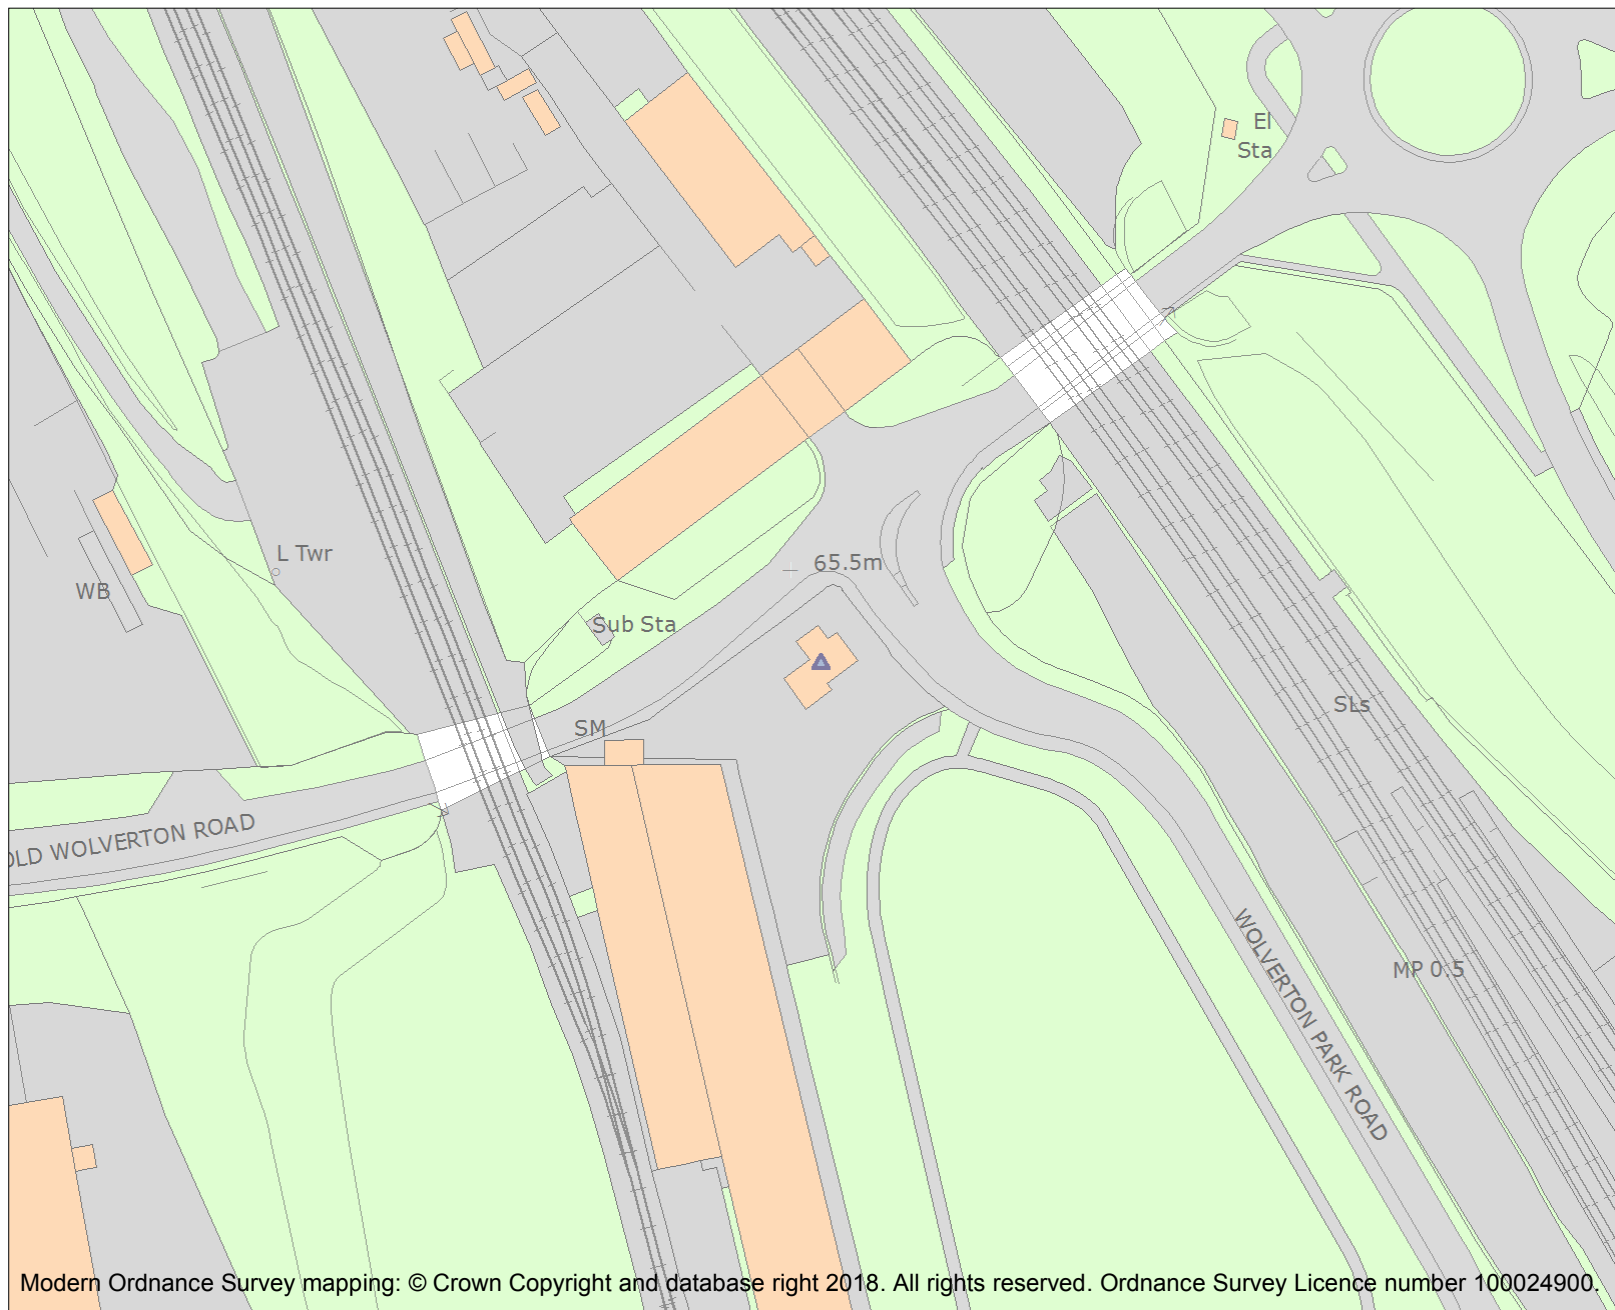 El
Sta
L Twr
65.5m
WB
Sub Sta
SLs
SM
OLD WOLVERTON ROAD
MP 0.5
WOLVERTON PARK ROAD
Modern Ordnance Survey mapping: © Crown Copyright and database right 2018. All rights reserved. Ordnance Survey Licence number 100024900.